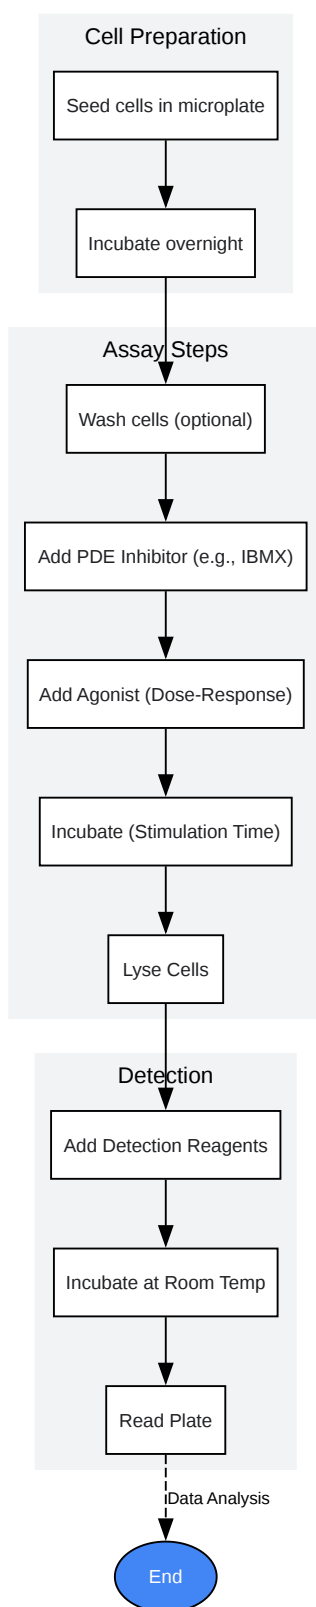 Cell Preparation
Seed cells in microplate
Incubate overnight
Assay Steps
Wash cells (optional)
Add PDE Inhibitor (e.g., IBMX)
Add Agonist (Dose-Response)
Incubate (Stimulation Time)
Lyse Cells
Detection
Add Detection Reagents
Incubate at Room Temp
Read Plate
Data Analysis
End